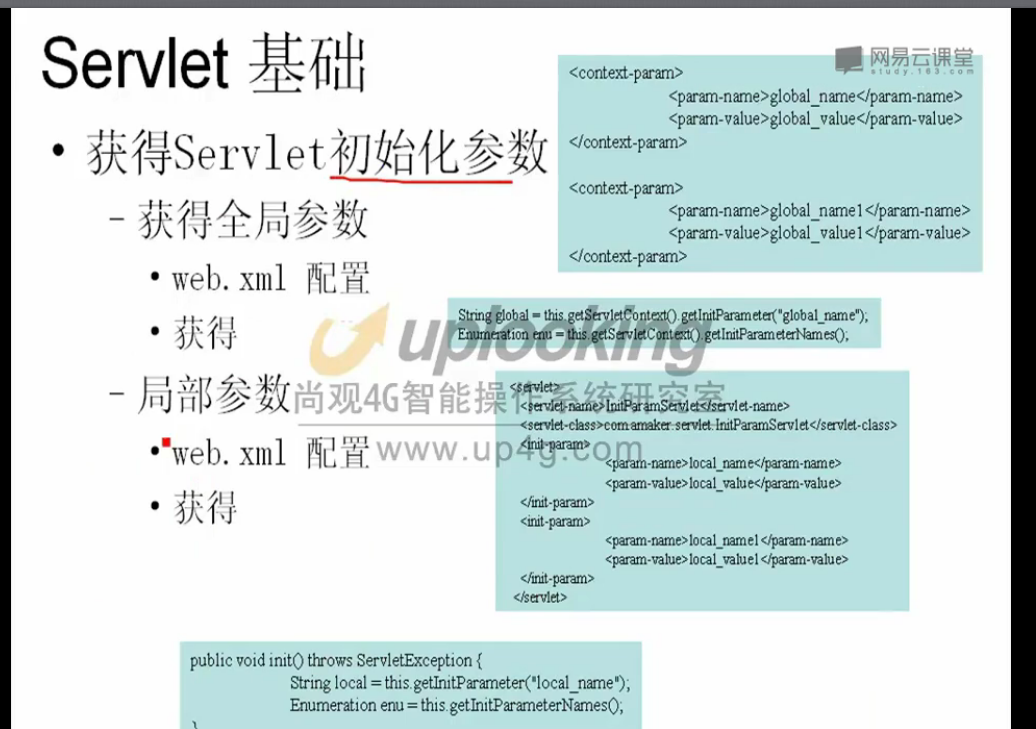 Servlet 基础
网易云课堂
study.163.com
• 获得Servlet初始化参数
– 获得全局参数
• web.xml 配置
• 获得
– 局部参数
• web.xml 配置
• 获得
<context-param>
<param-name>global_name</param-name>
<param-value>global_value</param-value>
</context-param>
<context-param>
<param-name>global_name1</param-name>
<param-value>global_value1</param-value>
</context-param>
String global = this.getServletContext().getInitParameter("global_name");
Enumeration enu = this.getServletContext().getInitParameterNames();
uplooking
尚观4G智能操作系统研究室
www.up4g.com
<servlet>
<servlet-name>InitParamServlet</servlet-name>
<servlet-class>com.amaker.servlet.InitParamServlet</servlet-class>
<init-param>
<param-name>local_name</param-name>
<param-value>local_value</param-value>
</init-param>
<init-param>
<param-name>local_name1</param-name>
<param-value>local_value1</param-value>
</init-param>
</servlet>
public void init() throws ServletException {
String local = this.getInitParameter("local_name");
Enumeration enu = this.getInitParameterNames();
}